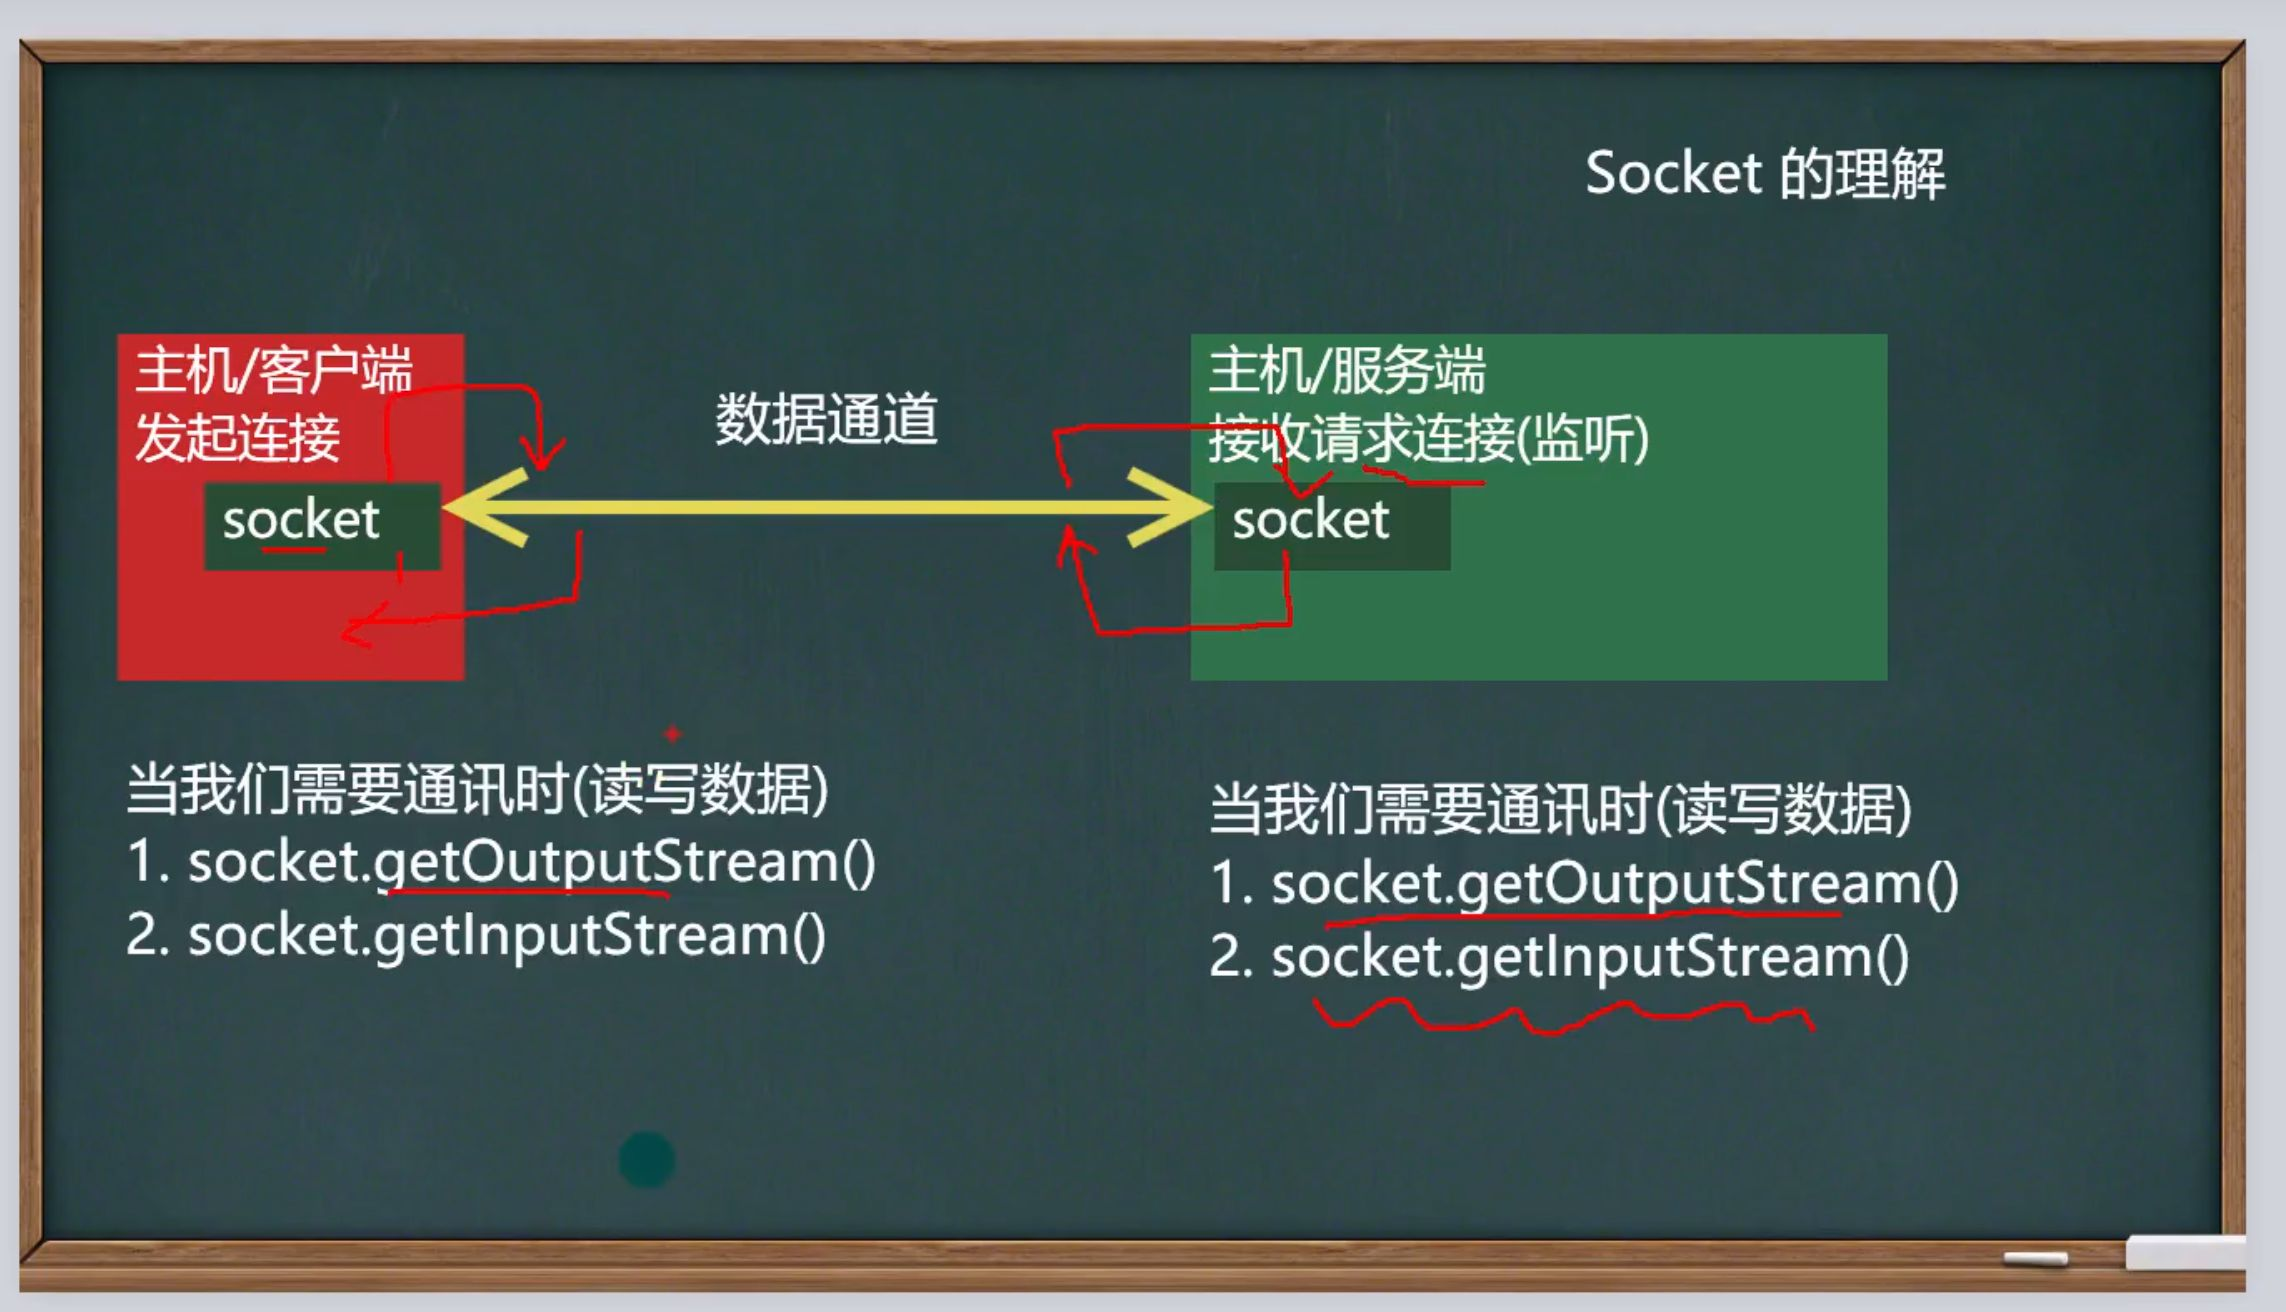 Socket 的理解
主机/客户端
发起连接
socket
数据通道
主机/服务端
接收请求连接(监听)
socket
当我们需要通讯时(读写数据)
1. socket.getOutputStream()
2. socket.getInputStream()
当我们需要通讯时(读写数据)
1. socket.getOutputStream()
2. socket.getInputStream()